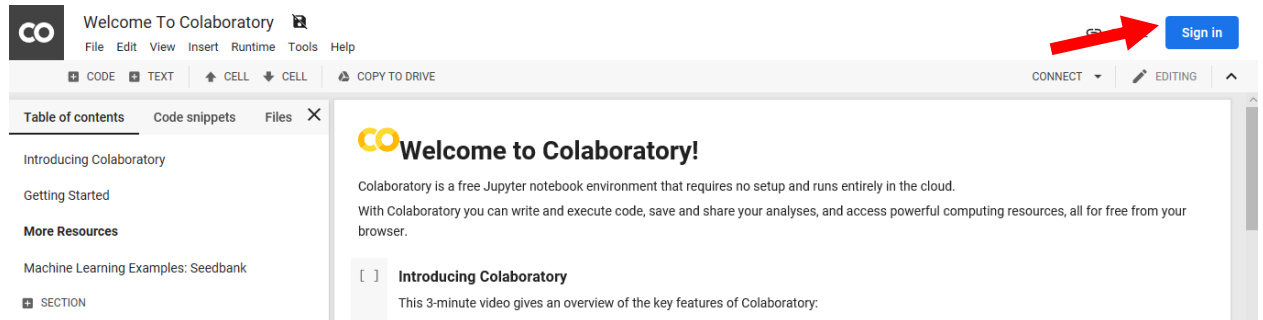 CO Welcome To Colaboratory
File Edit View Insert Runtime Tools Help
Sign in
CODE TEXT CELL CELL COPY TO DRIVE
CONNECT EDITING
Table of contents Code snippets Files
Introducing Colaboratory
Getting Started
More Resources
Machine Learning Examples: Seedbank
SECTION
CO Welcome to Colaboratory!
Colaboratory is a free Jupyter notebook environment that requires no setup and runs entirely in the cloud.
With Colaboratory you can write and execute code, save and share your analyses, and access powerful computing resources, all for free from your
browser.
[ ] Introducing Colaboratory
This 3-minute video gives an overview of the key features of Colaboratory: